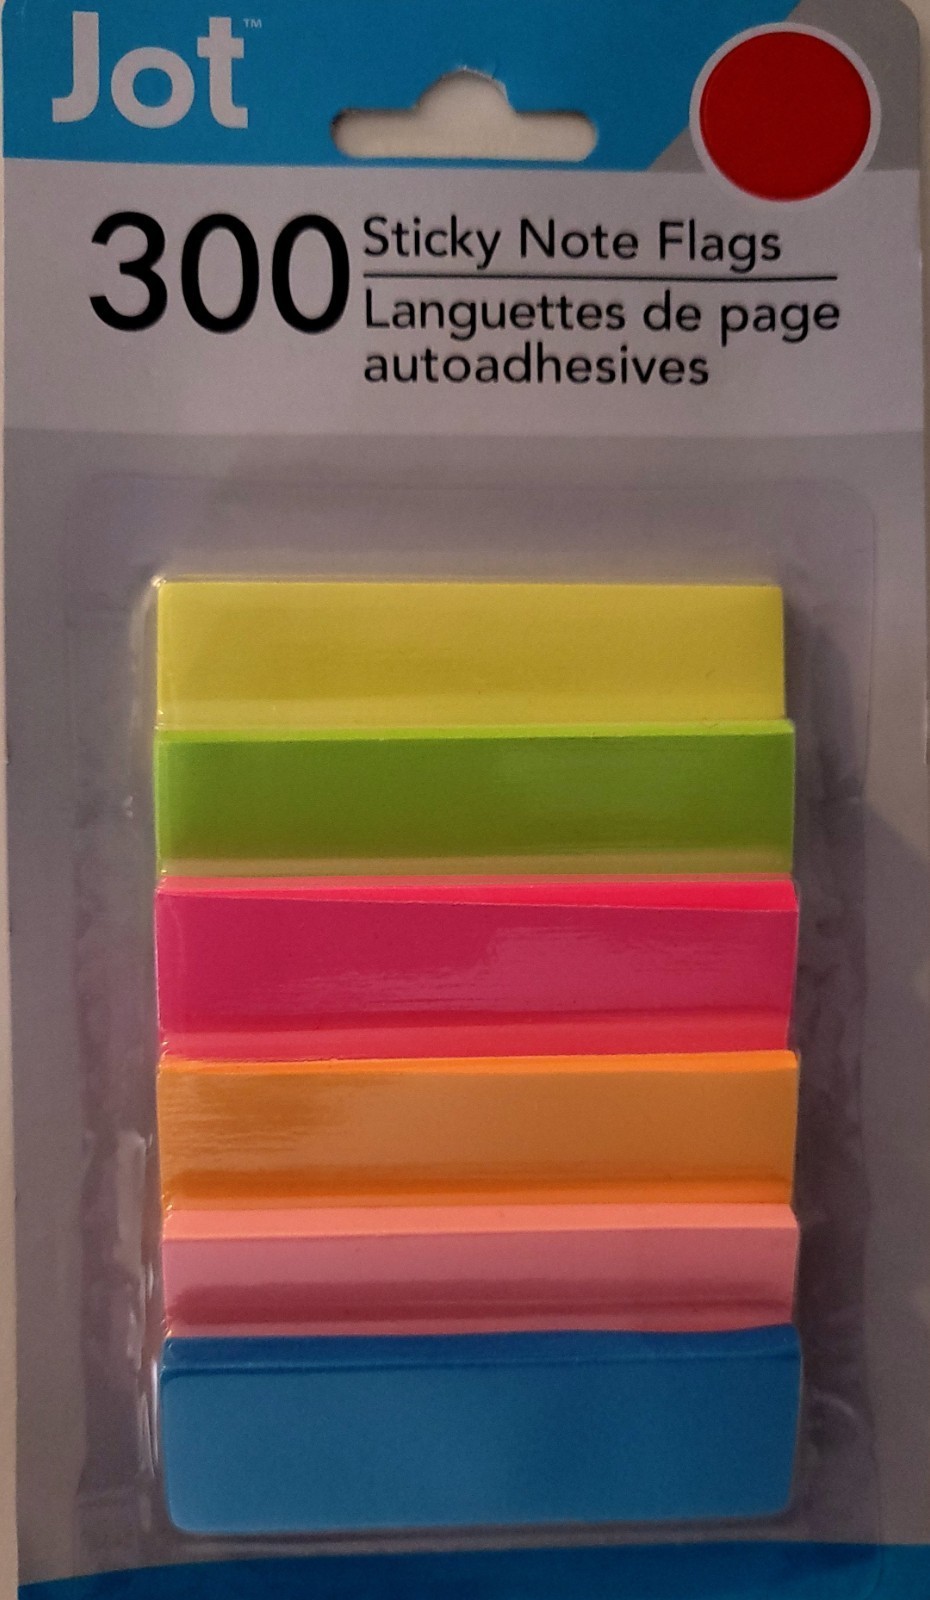 Jot™
300 Sticky Note Flags
Languettes de page
autoadhesives